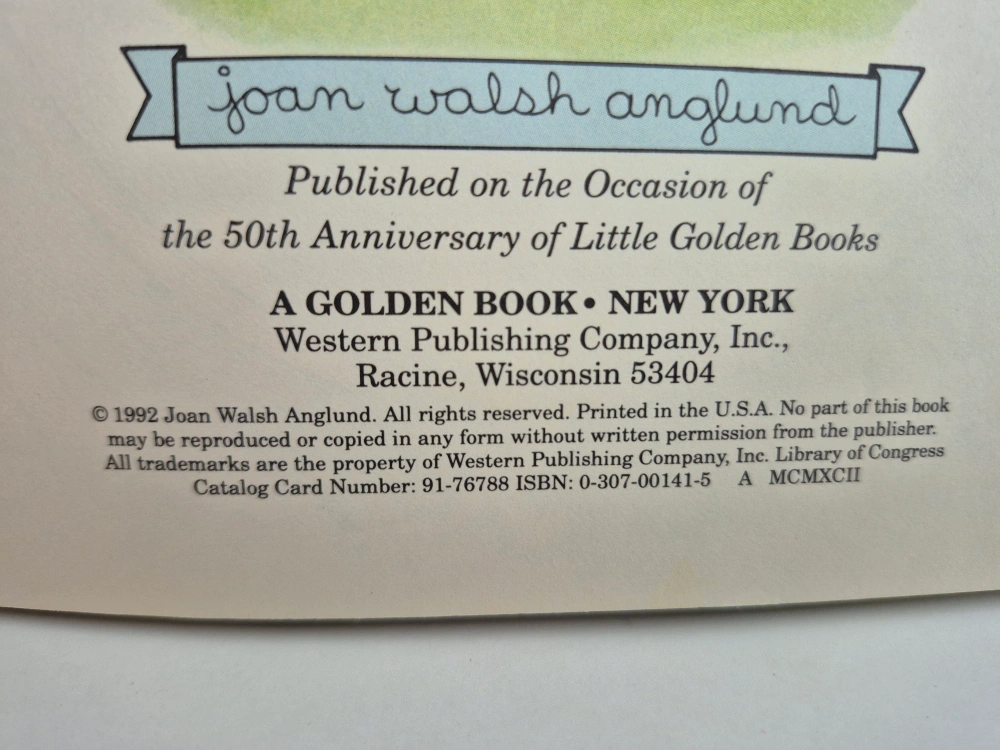 joan walsh anglund
Published on the Occasion of
the 50th Anniversary of Little Golden Books
A GOLDEN BOOK • NEW YORK
Western Publishing Company, Inc.,
Racine, Wisconsin 53404
© 1992 Joan Walsh Anglund. All rights reserved. Printed in the U.S.A. No part of this book
may be reproduced or copied in any form without written permission from the publisher.
All trademarks are the property of Western Publishing Company, Inc. Library of Congress
Catalog Card Number: 91-76788 ISBN: 0-307-00141-5 A MCMXCII